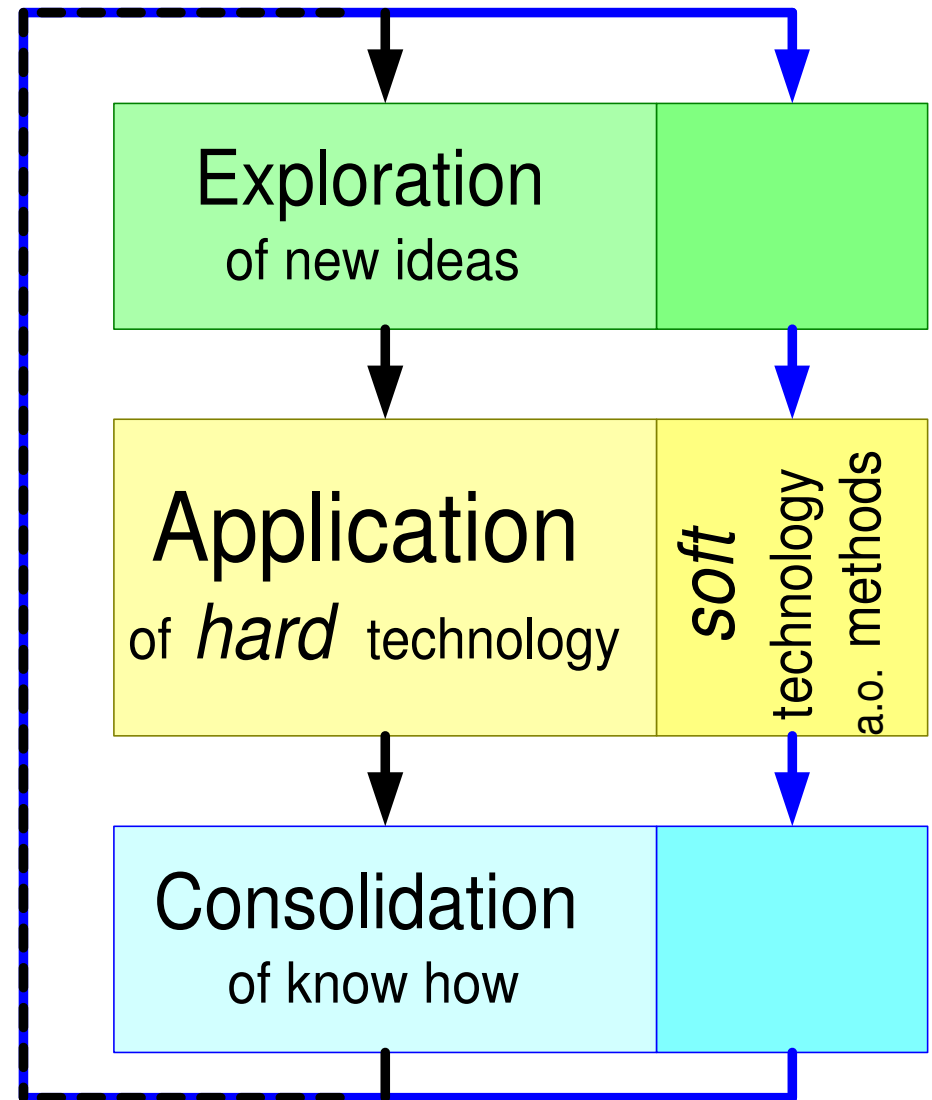 Exploration
of new ideas
Application
of hard technology
soft
technology
a.o. methods
Consolidation
of know how